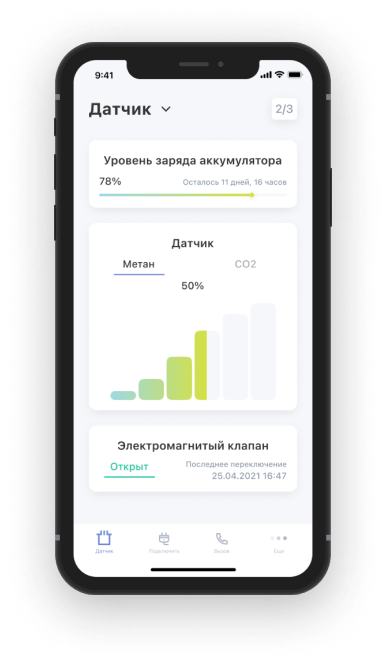 9:41
Датчик
2/3
Уровень заряда аккумулятора
78%
Осталось 11 дней, 16 часов
Датчик
Метан
CO2
50%
Электромагнитый клапан
Открыт
Последнее переключение
25.04.2021 16:47
Датчик
Подключить
Вызов
Еще